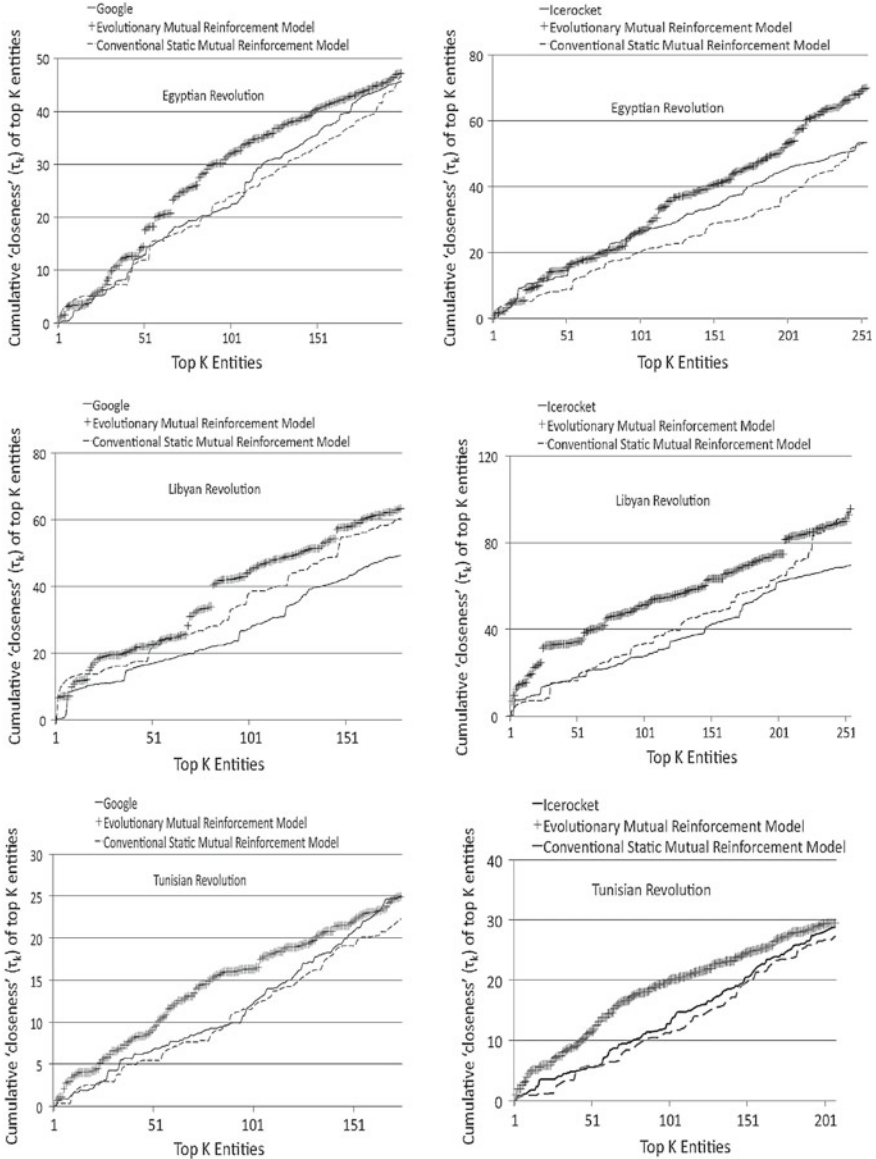 —Google
+Evolutionary Mutual Reinforcement Model
--Conventional Static Mutual Reinforcement Model
Cumulative 'closeness' (τk) of top K entities
50
40
30
20
10
0
Egyptian Revolution
1 51 101 151
Top K Entities
—Icerocket
+Evolutionary Mutual Reinforcement Model
--Conventional Static Mutual Reinforcement Model
Cumulative 'closeness' (τk) of top K entities
80
60
40
20
0
Egyptian Revolution
1 51 101 151 201 251
Top K Entities
—Google
+Evolutionary Mutual Reinforcement Model
-- Conventional Static Mutual Reinforcement Model
Cumulative 'closeness' (τk) of top K entities
80
60
40
20
0
Libyan Revolution
1 51 101 151
Top K Entities
—Icerocket
+Evolutionary Mutual Reinforcement Model
-- Conventional Static Mutual Reinforcement Model
Cumulative 'closeness' (τk) of top K entities
120
80
40
0
Libyan Revolution
1 51 101 151 201 251
Top K Entities
—Google
+Evolutionary Mutual Reinforcement Model
— Conventional Static Mutual Reinforcement Model
Cumulative 'closeness' (τk) of top K entities
30
25
20
15
10
5
0
Tunisian Revolution
1 51 101 151
Top K Entities
—Icerocket
+Evolutionary Mutual Reinforcement Model
—Conventional Static Mutual Reinforcement Model
Cumulative 'closeness' (τk) of top K entities
40
30
20
10
0
Tunisian Revolution
1 51 101 151 201
Top K Entities